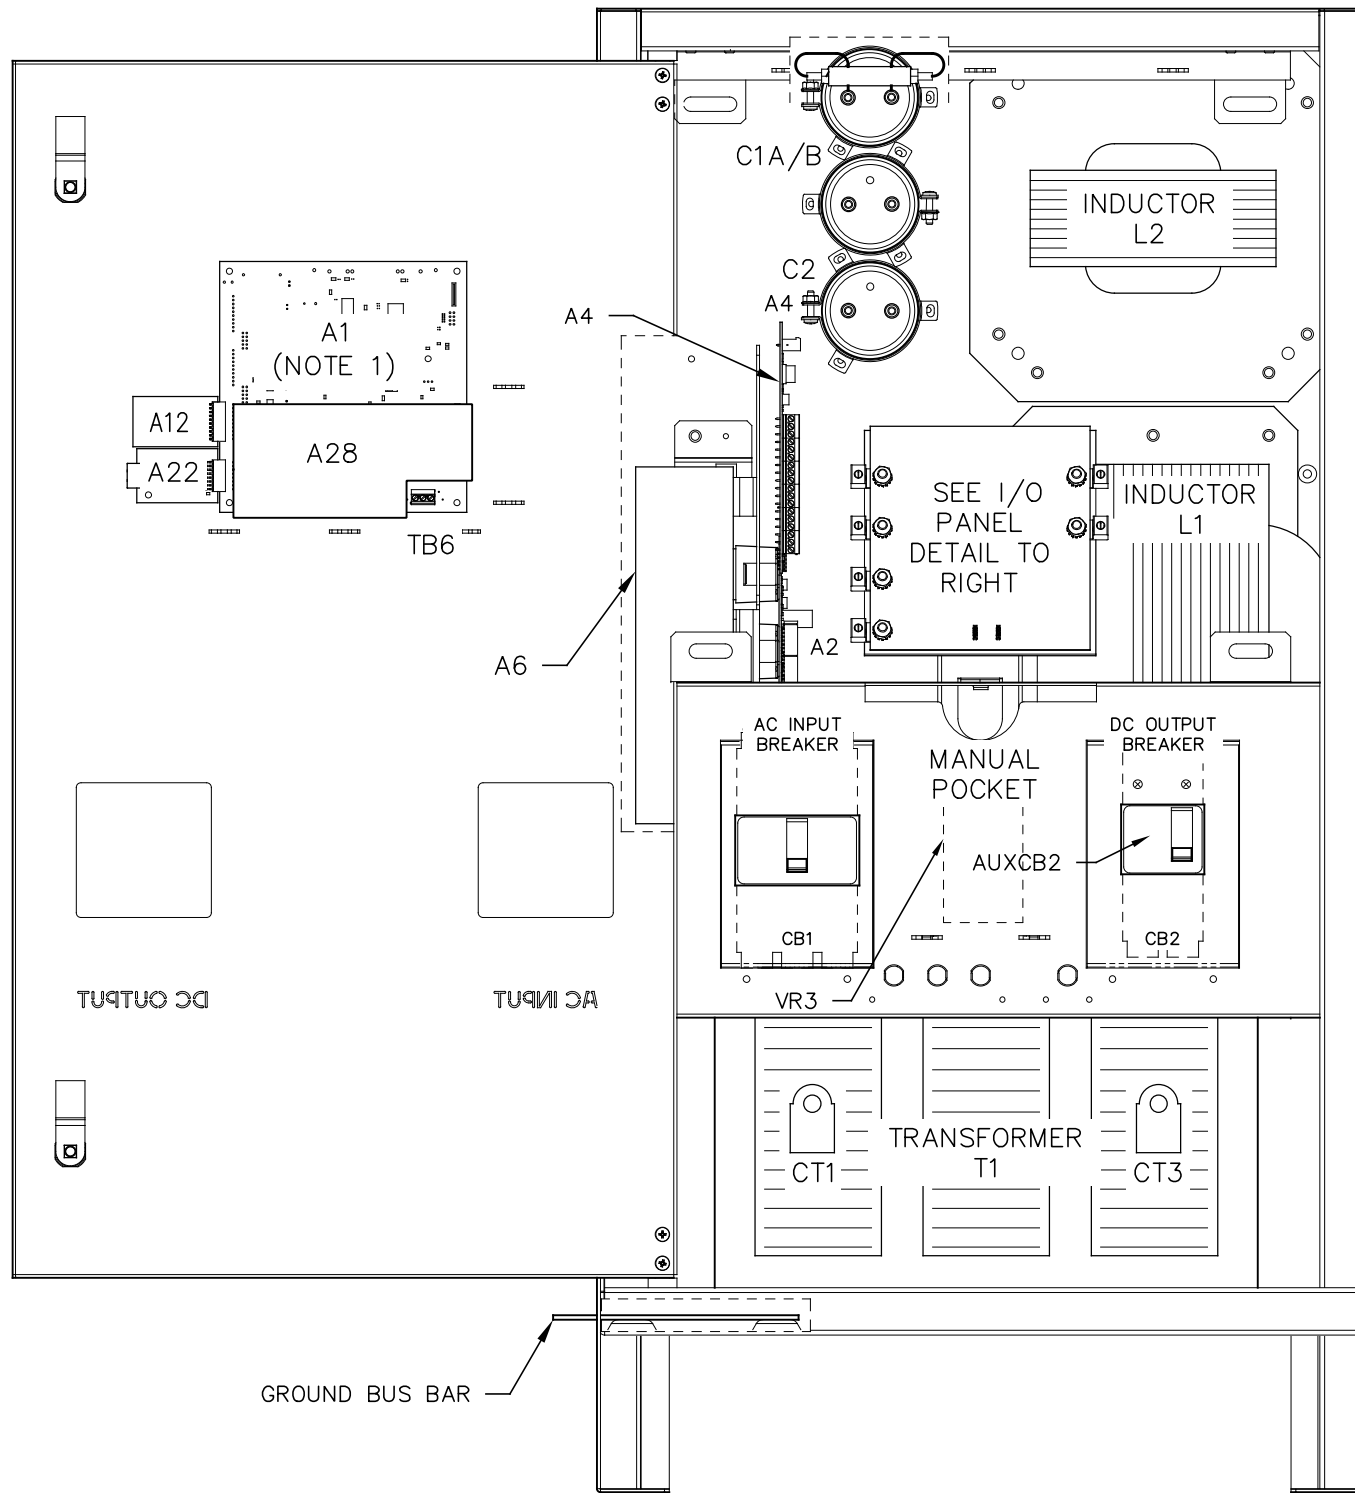 C1A/B
INDUCTOR
L2
C2
A4
A4
A1
(NOTE 1)
A12
A28
A22
TB6
SEE I/O
PANEL
DETAIL TO
RIGHT
INDUCTOR
L1
A2
A6
AC INPUT
BREAKER
DC OUTPUT
BREAKER
MANUAL
POCKET
AUXCB2
CB1
CB2
VR3
DC OUTPUT
AC INPUT
TRANSFORMER
T1
CT1
CT3
GROUND BUS BAR